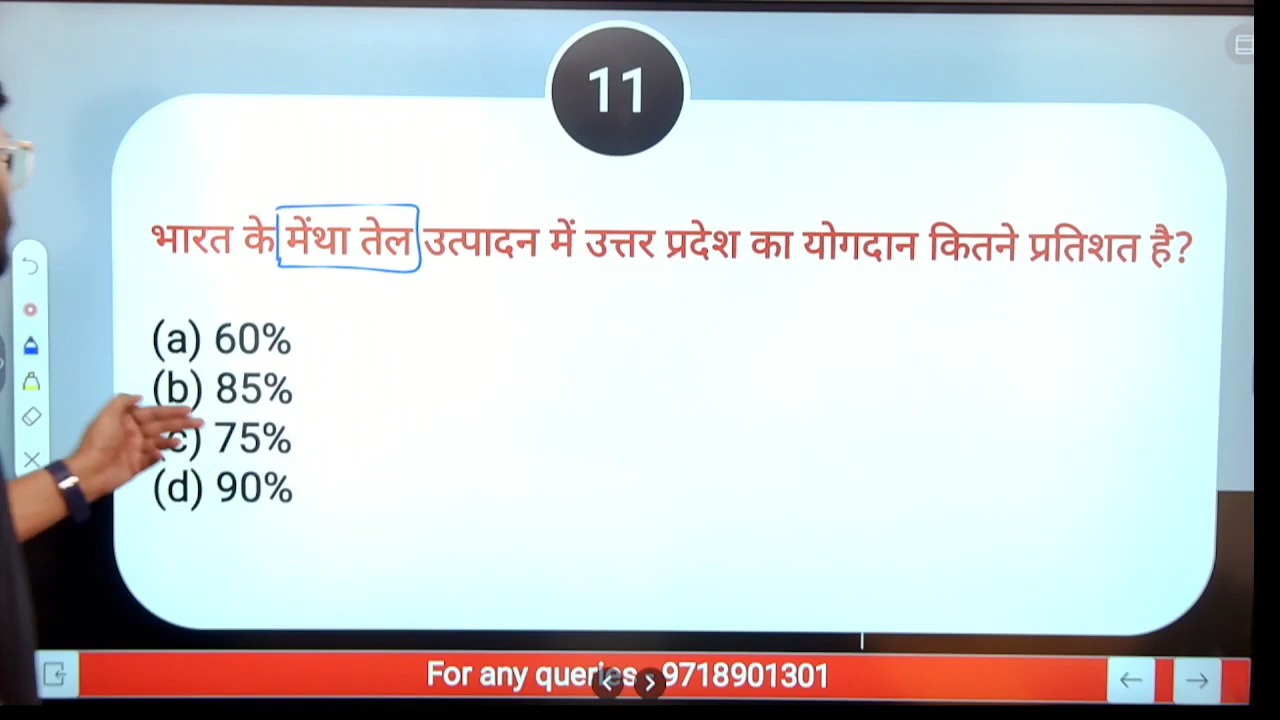 11
भारत के मेंथा तेल उत्पादन में उत्तर प्रदेश का योगदान कितने प्रतिशत है?
(a) 60%
(b) 85%
(c) 75%
(d) 90%
For any queries - 9718901301